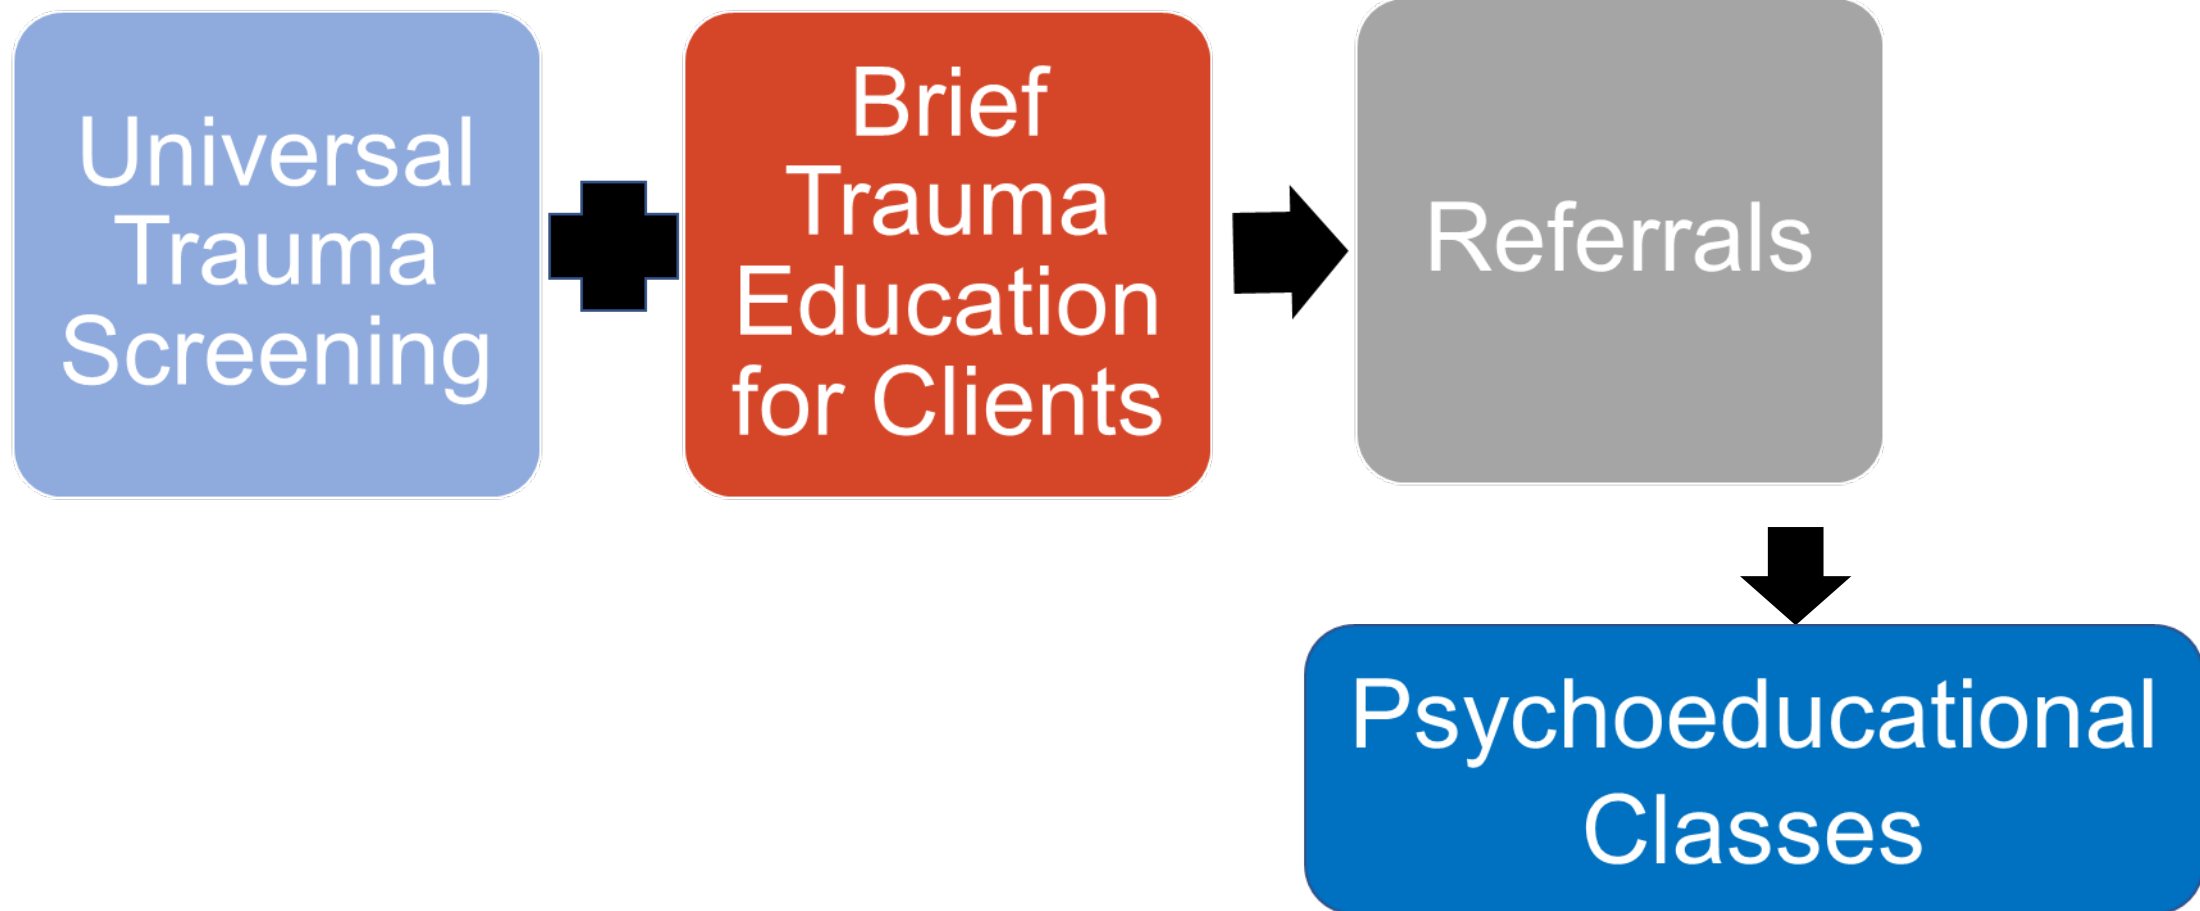 Universal
Trauma
Screening
Brief
Trauma
Education
for Clients
Referrals
Psychoeducational
Classes